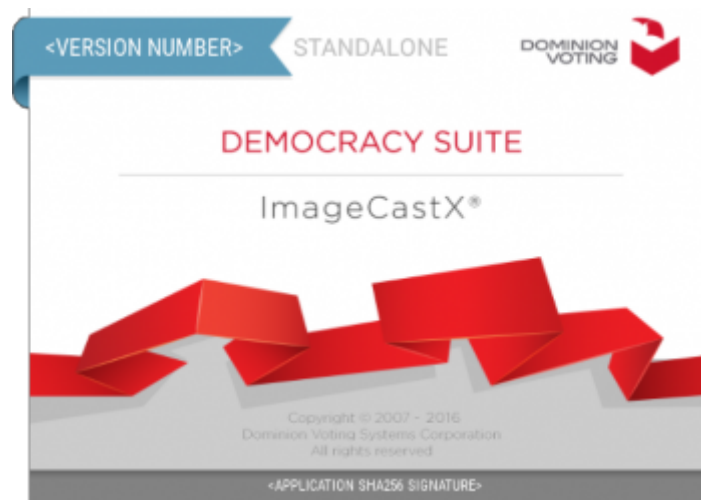 <VERSION NUMBER> STANDALONE
DOMINION
VOTING
DEMOCRACY SUITE
ImageCastX®
Copyright © 2007 - 2016
Dominion Voting Systems Corporation
All rights reserved
<APPLICATION SHA256 SIGNATURE>